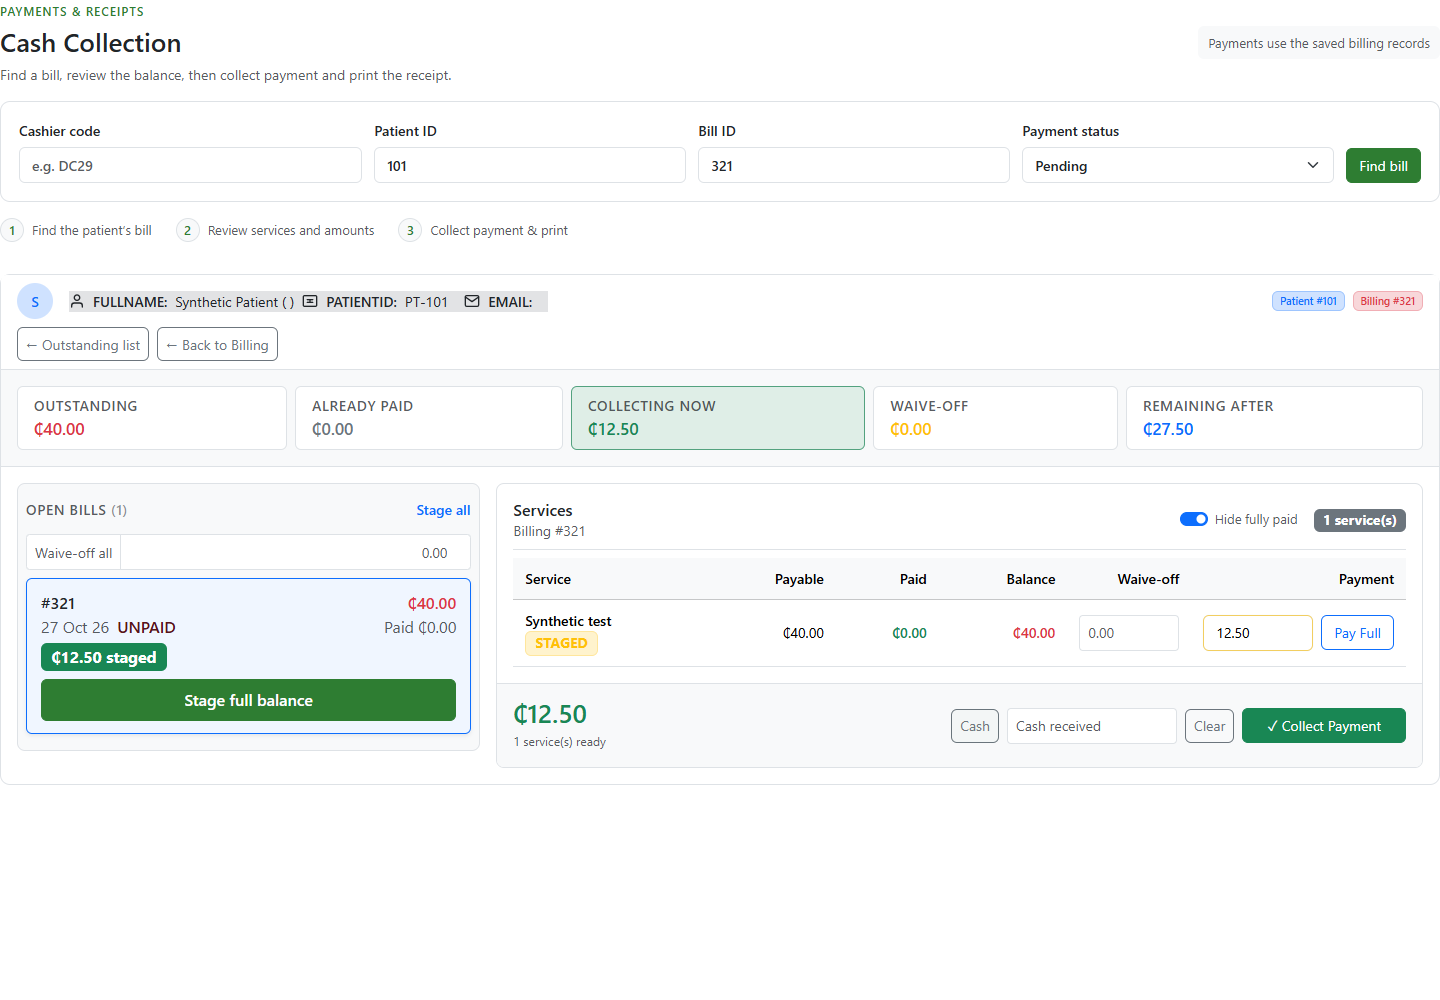 PAYMENTS & RECEIPTS
Cash Collection
Payments use the saved billing records
Find a bill, review the balance, then collect payment and print the receipt.
Cashier code
Patient ID
Bill ID
Payment status
e.g. DC29
101
321
Pending
Find bill
1 Find the patient's bill
2 Review services and amounts
3 Collect payment & print
S
FULLNAME: Synthetic Patient ( ) PATIENTID: PT-101 EMAIL:
Patient #101
Billing #321
← Outstanding list
← Back to Billing
OUTSTANDING
₵40.00
ALREADY PAID
₵0.00
COLLECTING NOW
₵12.50
WAIVE-OFF
₵0.00
REMAINING AFTER
₵27.50
OPEN BILLS (1)
Stage all
Waive-off all
0.00
#321
₵40.00
27 Oct 26 UNPAID
Paid ₵0.00
₵12.50 staged
Stage full balance
Services
Billing #321
Hide fully paid
1 service(s)
Service Payable Paid Balance Waive-off Payment
Synthetic test
STAGED
₵40.00 ₵0.00 ₵40.00 0.00 12.50 Pay Full
₵12.50
1 service(s) ready
Cash
Cash received
Clear
✓ Collect Payment